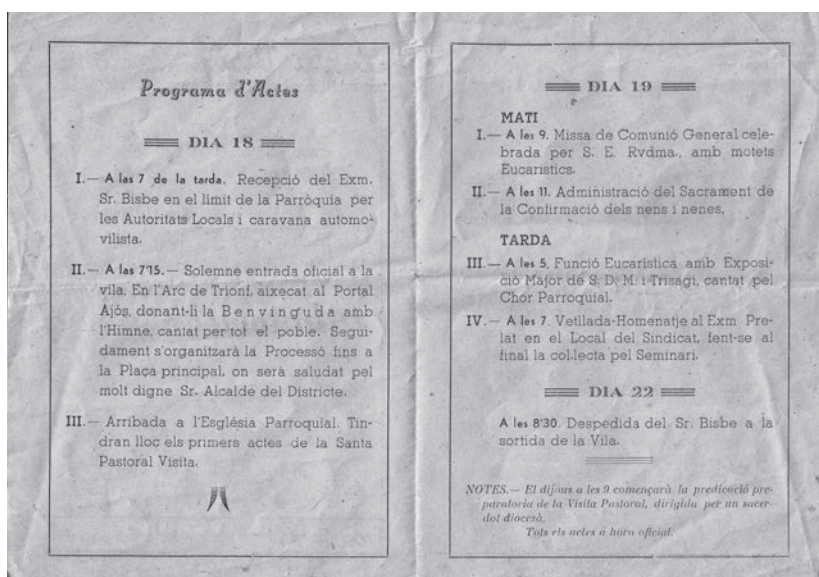 Programa d'Actes
DIA 18
I.— A les 7 de la tarda. Recepció del Exm.
Sr. Bisbe en el limit de la Parròquia per
les Autoritats Locals i caravana automo-
vilista.
II.— A las 7'15.— Solemne entrada oficial a la
vila. En l'Arc de Trionf, aixecat al Portal
Ajós, donant-li la Benvinguda amb
l'Himne, cantat per tot el poble. Segui-
dament s'organitzarà la Processó fins a
la Plaça principal, on serà saludat pel
molt digne Sr. Alcalde del Districte.
III.— Arribada a l'Església Parroquial. Tin-
dran lloc els primers actes de la Santa
Pastoral Visita.
DIA 19
MATI
I.— A les 9. Missa de Comunió General cele-
brada per S. E. Rvdma., amb motets
Eucarístics.
II.— A les 11. Administració del Sacrament de
la Confirmació dels nens i nenes.
TARDA
III.— A les 5. Funció Eucarística amb Exposi-
ció Major de S. D. M. i Trisagi, cantat pel
Chor Parroquial.
IV.— A les 7. Vetllada-Homenatje al Exm Pre-
lat en el Local del Sindicat, fent-se al
final la col.lecta pel Seminari.
DIA 22
A les 8'30. Despedida del Sr. Bisbe a la
sortida de la Vila.
NOTES.— El dijous a les 9 començarà la predicació pre-
paratoria de la Visita Pastoral, dirigida per un sacer-
dot diocesà.
Tots els actes a hora oficial.